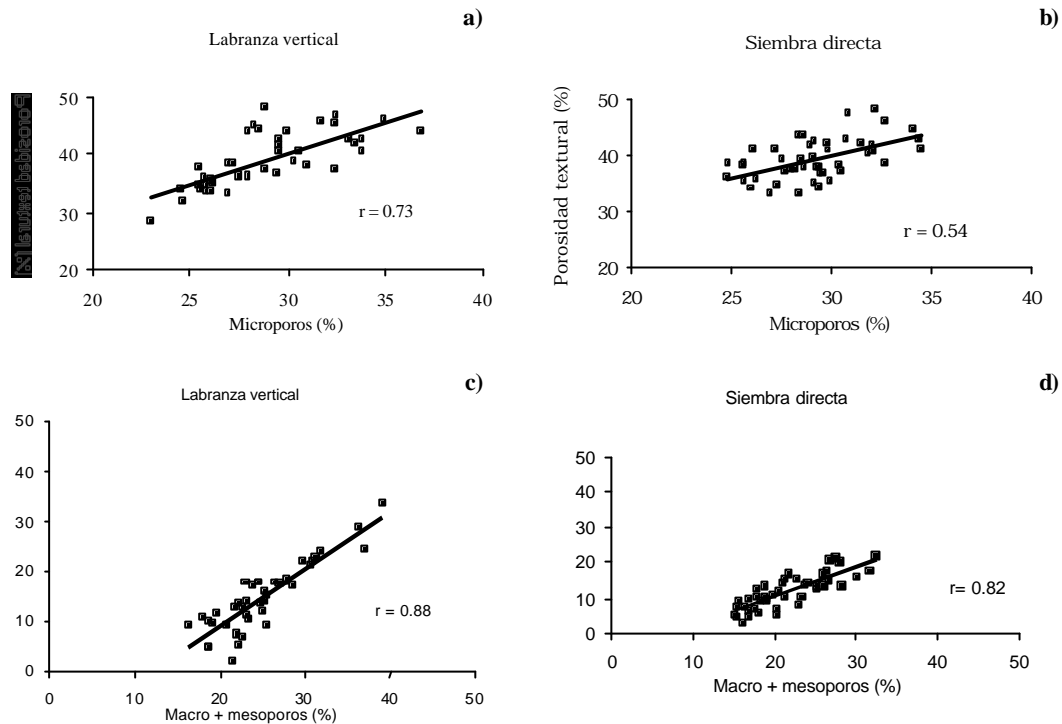 a)
Labranza vertical
Porosidad textural (%)
50
40
30
20
r = 0.73
20 25 30 35 40
Microporos (%)
b)
Siembra directa
Porosidad textural (%)
50
40
30
20
r = 0.54
20 25 30 35 40
Microporos (%)
c)
Labranza vertical
50
40
30
20
10
0
r = 0.88
0 10 20 30 40 50
Macro + mesoporos (%)
d)
Siembra directa
50
40
30
20
10
0
r= 0.82
0 10 20 30 40 50
Macro + mesoporos (%)